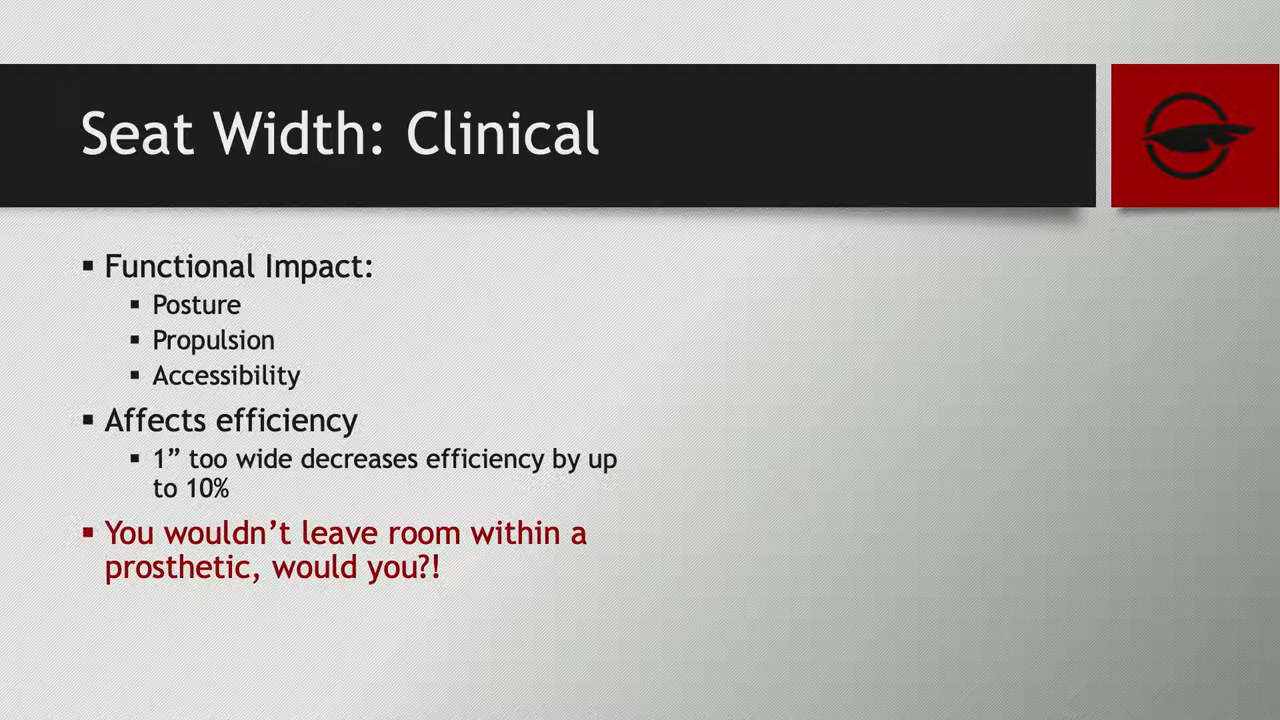 Seat Width: Clinical
▪ Functional Impact:
▪ Posture
▪ Propulsion
▪ Accessibility
▪ Affects efficiency
▪ 1” too wide decreases efficiency by up
to 10%
▪ You wouldn’t leave room within a
prosthetic, would you?!